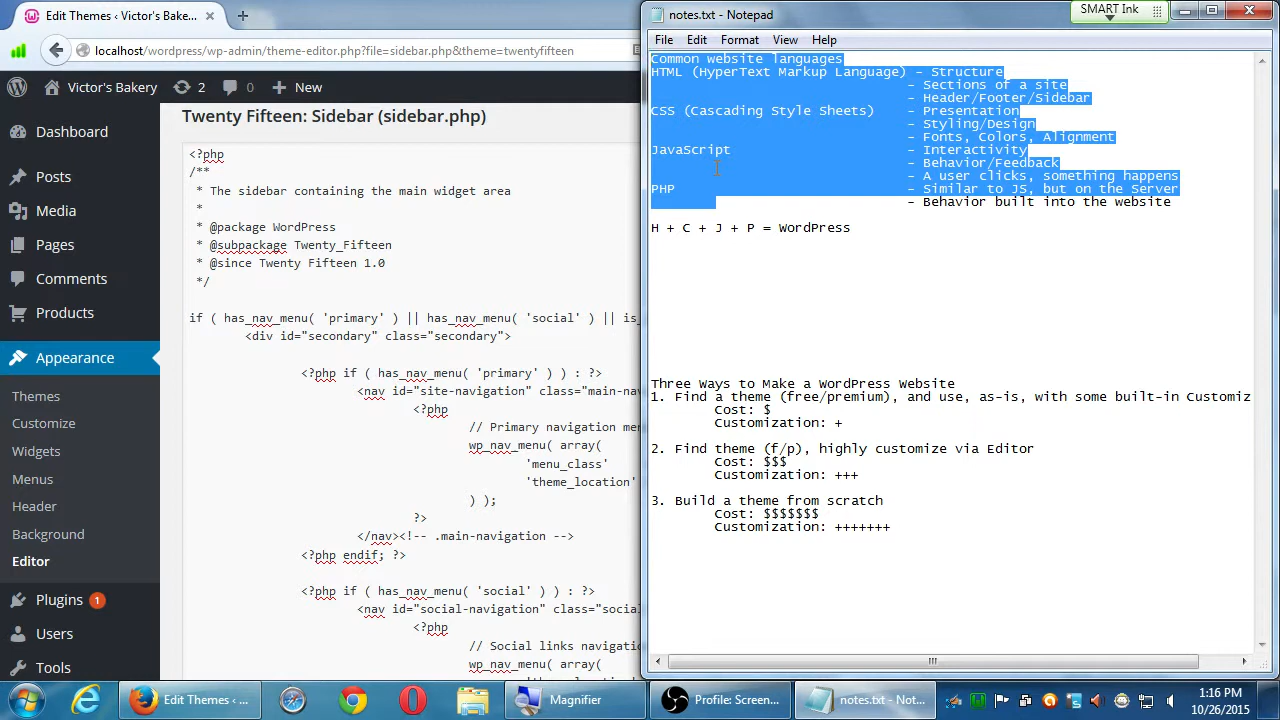 Edit Themes ‹ Victor's Bakery...
localhost/wordpress/wp-admin/theme-editor.php?file=sidebar.php&theme=twentyfifteen
Victor's Bakery
2
0
New
Dashboard
Posts
Media
Pages
Comments
Products
Appearance
Themes
Customize
Widgets
Menus
Header
Background
Editor
Plugins 1
Users
Tools
Twenty Fifteen: Sidebar (sidebar.php)
<?php
/**
* The sidebar containing the main widget area
*
* @package WordPress
* @subpackage Twenty_Fifteen
* @since Twenty Fifteen 1.0
*/
if ( has_nav_menu( 'primary' ) || has_nav_menu( 'social' ) || is_
<div id="secondary" class="secondary">
<?php if ( has_nav_menu( 'primary' ) ) : ?>
<nav id="site-navigation" class="main-nav
<?php
// Primary navigation men
wp_nav_menu( array(
'menu_class'
'theme_location'
) );
?>
</nav><!-- .main-navigation -->
<?php endif; ?>
<?php if ( has_nav_menu( 'social' ) ) : ?>
<nav id="social-navigation" class="social
<?php
// Social links navigati
wp_nav_menu( array(
notes.txt - Notepad
SMART Ink
File Edit Format View Help
Common website languages
HTML (HyperText Markup Language) - Structure
- Sections of a site
- Header/Footer/Sidebar
CSS (Cascading Style Sheets) - Presentation
- Styling/Design
- Fonts, Colors, Alignment
JavaScript - Interactivity
- Behavior/Feedback
- A user clicks, something happens
PHP - Similar to JS, but on the Server
- Behavior built into the website
H + C + J + P = WordPress
Three Ways to Make a WordPress Website
1. Find a theme (free/premium), and use, as-is, with some built-in Customiz
Cost: $
Customization: +
2. Find theme (f/p), highly customize via Editor
Cost: $$$
Customization: +++
3. Build a theme from scratch
Cost: $$$$$$$
Customization: +++++++
Edit Themes ‹ ...
Magnifier
Profile: Screen...
notes.txt - Not...
1:16 PM
10/26/2015